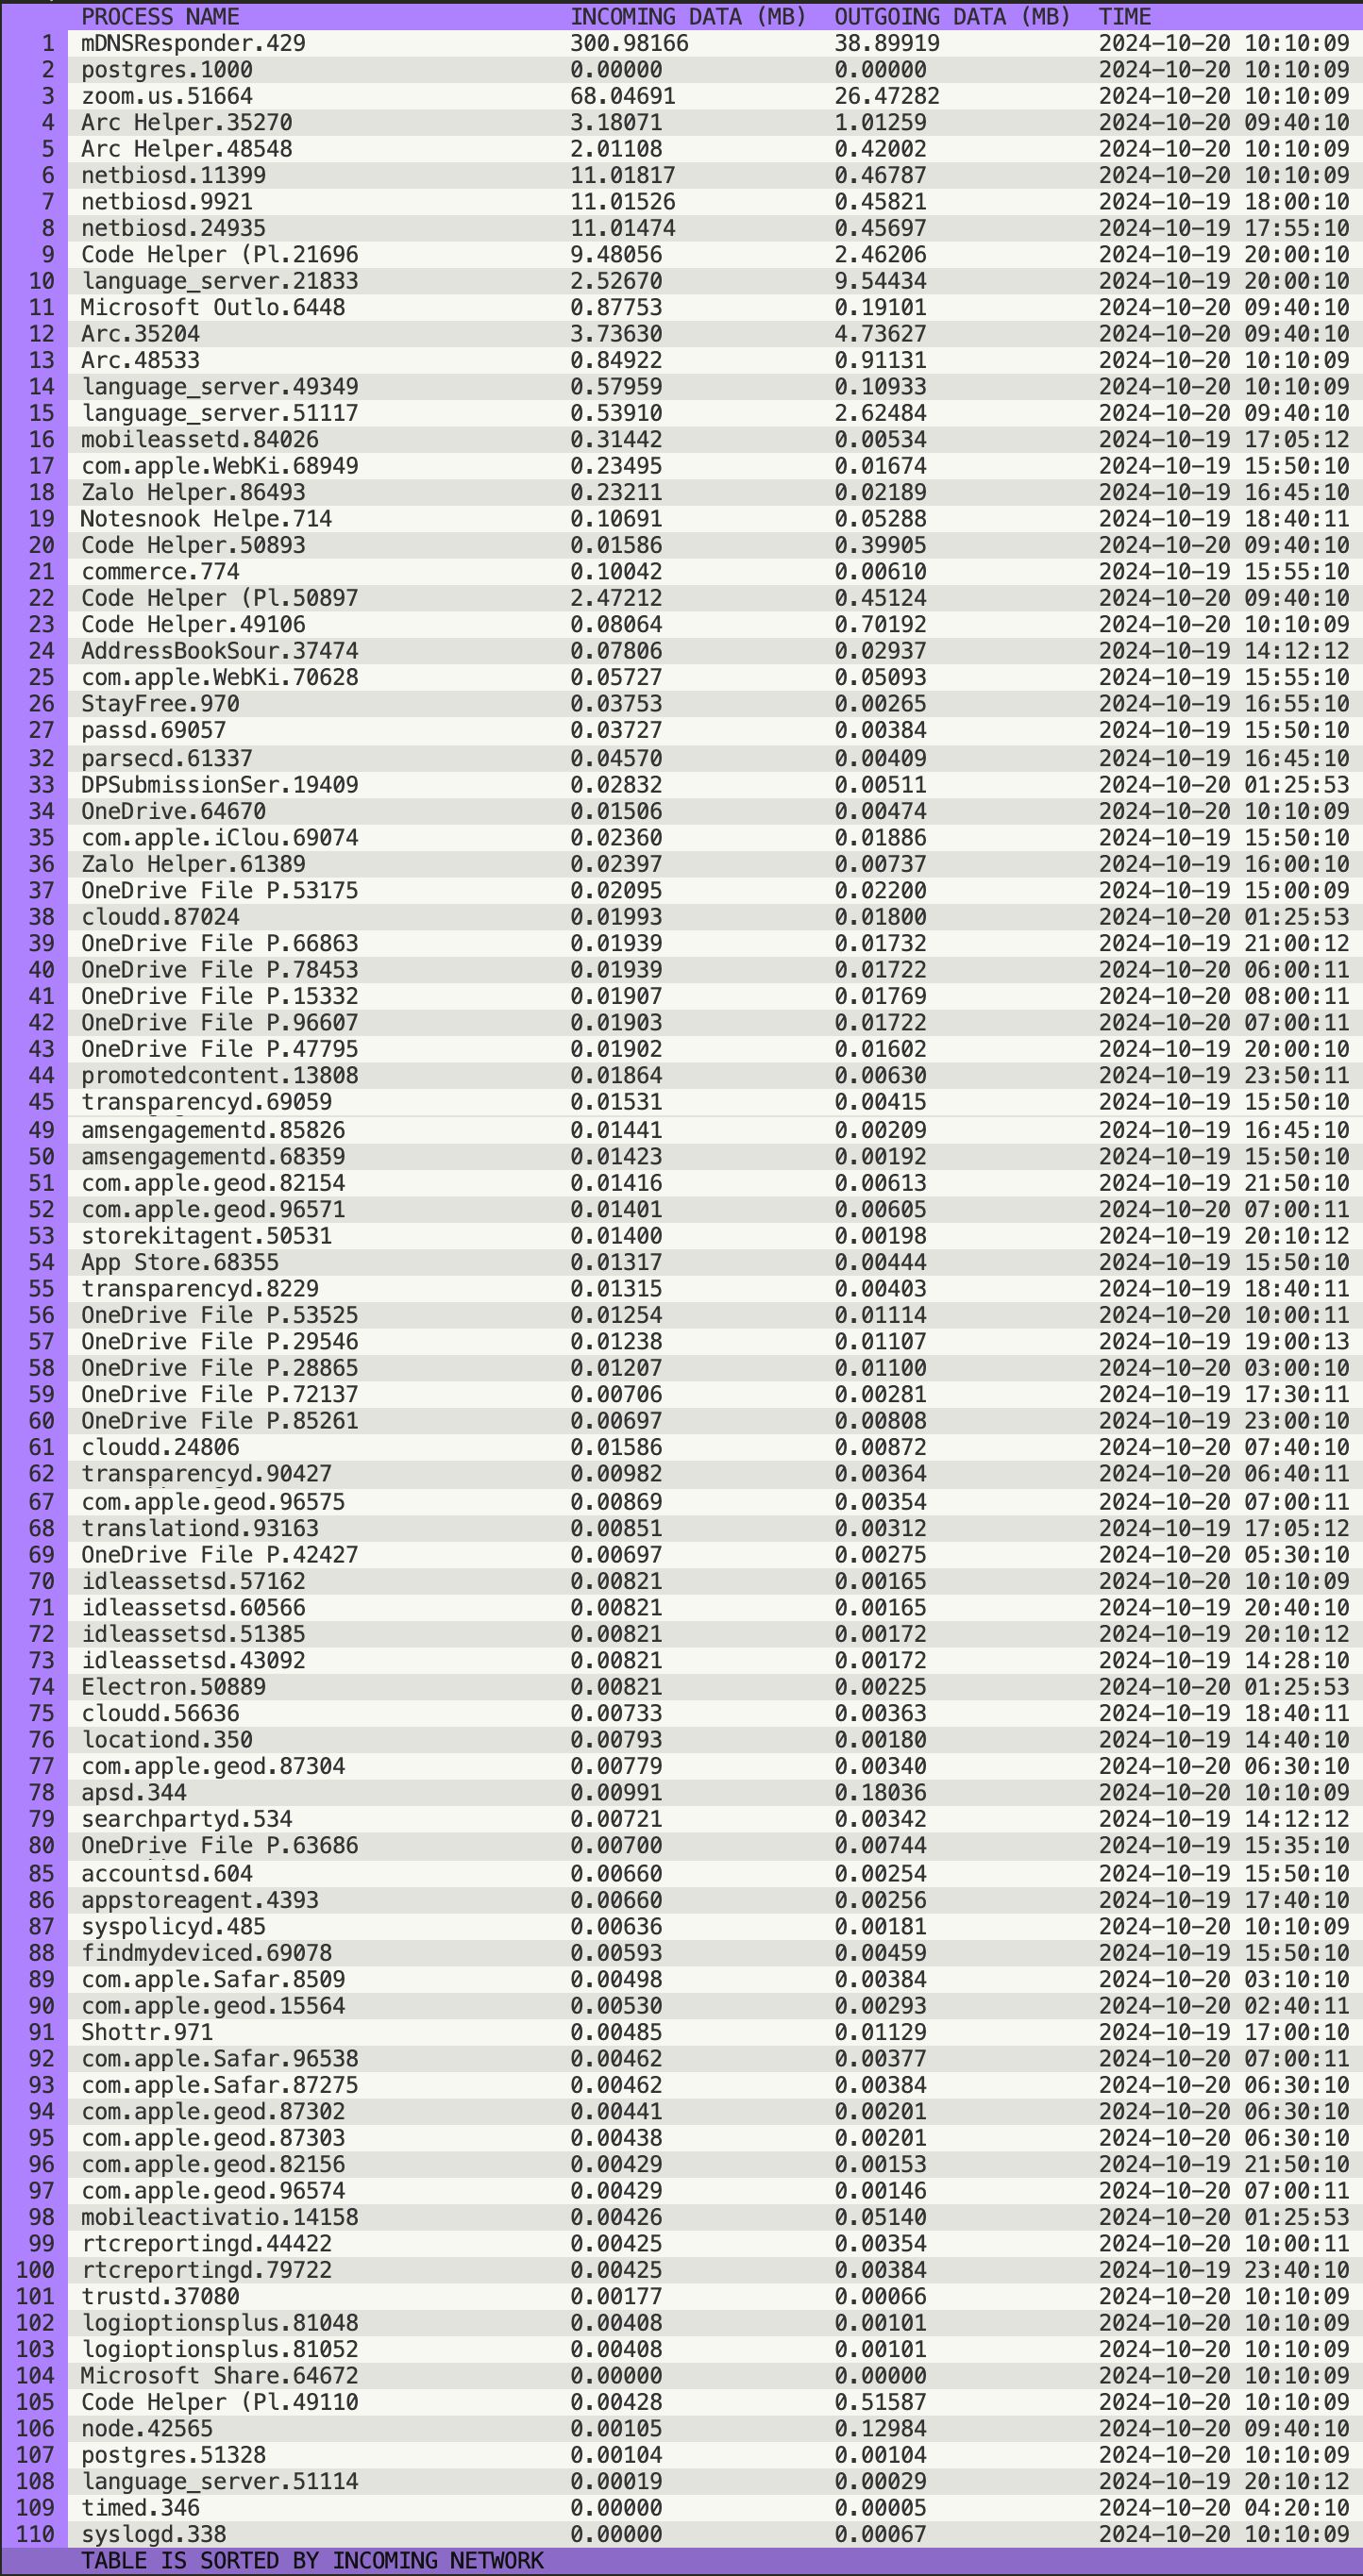 PROCESS NAME INCOMING DATA (MB) OUTGOING DATA (MB) TIME
1 mDNSResponder.429 300.98166 38.89919 2024-10-20 10:10:09
2 postgres.1000 0.00000 0.00000 2024-10-20 10:10:09
3 zoom.us.51664 68.04691 26.47282 2024-10-20 10:10:09
4 Arc Helper.35270 3.18071 1.01259 2024-10-20 09:40:10
5 Arc Helper.48548 2.01108 0.42002 2024-10-20 10:10:09
6 netbiosd.11399 11.01817 0.46787 2024-10-20 10:10:09
7 netbiosd.9921 11.01526 0.45821 2024-10-19 18:00:10
8 netbiosd.24935 11.01474 0.45697 2024-10-19 17:55:10
9 Code Helper (Pl.21696 9.48056 2.46206 2024-10-19 20:00:10
10 language_server.21833 2.52670 9.54434 2024-10-19 20:00:10
11 Microsoft Outlo.6448 0.87753 0.19101 2024-10-20 09:40:10
12 Arc.35204 3.73630 4.73627 2024-10-20 09:40:10
13 Arc.48533 0.84922 0.91131 2024-10-20 10:10:09
14 language_server.49349 0.57959 0.10933 2024-10-20 10:10:09
15 language_server.51117 0.53910 2.62484 2024-10-20 09:40:10
16 mobileassetd.84026 0.31442 0.00534 2024-10-19 17:05:12
17 com.apple.WebKi.68949 0.23495 0.01674 2024-10-19 15:50:10
18 Zalo Helper.86493 0.23211 0.02189 2024-10-19 16:45:10
19 Notesnook Helpe.714 0.10691 0.05288 2024-10-19 18:40:11
20 Code Helper.50893 0.01586 0.39905 2024-10-20 09:40:10
21 commerce.774 0.10042 0.00610 2024-10-19 15:55:10
22 Code Helper (Pl.50897 2.47212 0.45124 2024-10-20 09:40:10
23 Code Helper.49106 0.08064 0.70192 2024-10-20 10:10:09
24 AddressBookSour.37474 0.07806 0.02937 2024-10-19 14:12:12
25 com.apple.WebKi.70628 0.05727 0.05093 2024-10-19 15:55:10
26 StayFree.970 0.03753 0.00265 2024-10-19 16:55:10
27 passd.69057 0.03727 0.00384 2024-10-19 15:50:10
32 parsecd.61337 0.04570 0.00409 2024-10-19 16:45:10
33 DPSubmissionSer.19409 0.02832 0.00511 2024-10-20 01:25:53
34 OneDrive.64670 0.01506 0.00474 2024-10-20 10:10:09
35 com.apple.iClou.69074 0.02360 0.01886 2024-10-19 15:50:10
36 Zalo Helper.61389 0.02397 0.00737 2024-10-19 16:00:10
37 OneDrive File P.53175 0.02095 0.02200 2024-10-19 15:00:09
38 cloudd.87024 0.01993 0.01800 2024-10-20 01:25:53
39 OneDrive File P.66863 0.01939 0.01732 2024-10-19 21:00:12
40 OneDrive File P.78453 0.01939 0.01722 2024-10-20 06:00:11
41 OneDrive File P.15332 0.01907 0.01769 2024-10-20 08:00:11
42 OneDrive File P.96607 0.01903 0.01722 2024-10-20 07:00:11
43 OneDrive File P.47795 0.01902 0.01602 2024-10-19 20:00:10
44 promotedcontent.13808 0.01864 0.00630 2024-10-19 23:50:11
45 transparencyd.69059 0.01531 0.00415 2024-10-19 15:50:10
49 amsengagementd.85826 0.01441 0.00209 2024-10-19 16:45:10
50 amsengagementd.68359 0.01423 0.00192 2024-10-19 15:50:10
51 com.apple.geod.82154 0.01416 0.00613 2024-10-19 21:50:10
52 com.apple.geod.96571 0.01401 0.00605 2024-10-20 07:00:11
53 storekitagent.50531 0.01400 0.00198 2024-10-19 20:10:12
54 App Store.68355 0.01317 0.00444 2024-10-19 15:50:10
55 transparencyd.8229 0.01315 0.00403 2024-10-19 18:40:11
56 OneDrive File P.53525 0.01254 0.01114 2024-10-20 10:00:11
57 OneDrive File P.29546 0.01238 0.01107 2024-10-19 19:00:13
58 OneDrive File P.28865 0.01207 0.01100 2024-10-20 03:00:10
59 OneDrive File P.72137 0.00706 0.00281 2024-10-19 17:30:11
60 OneDrive File P.85261 0.00697 0.00808 2024-10-19 23:00:10
61 cloudd.24806 0.01586 0.00872 2024-10-20 07:40:10
62 transparencyd.90427 0.00982 0.00364 2024-10-20 06:40:11
67 com.apple.geod.96575 0.00869 0.00354 2024-10-20 07:00:11
68 translationd.93163 0.00851 0.00312 2024-10-19 17:05:12
69 OneDrive File P.42427 0.00697 0.00275 2024-10-20 05:30:10
70 idleassetsd.57162 0.00821 0.00165 2024-10-20 10:10:09
71 idleassetsd.60566 0.00821 0.00165 2024-10-19 20:40:10
72 idleassetsd.51385 0.00821 0.00172 2024-10-19 20:10:12
73 idleassetsd.43092 0.00821 0.00172 2024-10-19 14:28:10
74 Electron.50889 0.00821 0.00225 2024-10-20 01:25:53
75 cloudd.56636 0.00733 0.00363 2024-10-19 18:40:11
76 locationd.350 0.00793 0.00180 2024-10-19 14:40:10
77 com.apple.geod.87304 0.00779 0.00340 2024-10-20 06:30:10
78 apsd.344 0.00991 0.18036 2024-10-20 10:10:09
79 searchpartyd.534 0.00721 0.00342 2024-10-19 14:12:12
80 OneDrive File P.63686 0.00700 0.00744 2024-10-19 15:35:10
85 accountsd.604 0.00660 0.00254 2024-10-19 15:50:10
86 appstoreagent.4393 0.00660 0.00256 2024-10-19 17:40:10
87 syspolicyd.485 0.00636 0.00181 2024-10-20 10:10:09
88 findmydeviced.69078 0.00593 0.00459 2024-10-19 15:50:10
89 com.apple.Safar.8509 0.00498 0.00384 2024-10-20 03:10:10
90 com.apple.geod.15564 0.00530 0.00293 2024-10-20 02:40:11
91 Shottr.971 0.00485 0.01129 2024-10-19 17:00:10
92 com.apple.Safar.96538 0.00462 0.00377 2024-10-20 07:00:11
93 com.apple.Safar.87275 0.00462 0.00384 2024-10-20 06:30:10
94 com.apple.geod.87302 0.00441 0.00201 2024-10-20 06:30:10
95 com.apple.geod.87303 0.00438 0.00201 2024-10-20 06:30:10
96 com.apple.geod.82156 0.00429 0.00153 2024-10-19 21:50:10
97 com.apple.geod.96574 0.00429 0.00146 2024-10-20 07:00:11
98 mobileactivatio.14158 0.00426 0.05140 2024-10-20 01:25:53
99 rtcreportingd.44422 0.00425 0.00354 2024-10-20 10:00:11
100 rtcreportingd.79722 0.00425 0.00384 2024-10-19 23:40:10
101 trustd.37080 0.00177 0.00066 2024-10-20 10:10:09
102 logioptionsplus.81048 0.00408 0.00101 2024-10-20 10:10:09
103 logioptionsplus.81052 0.00408 0.00101 2024-10-20 10:10:09
104 Microsoft Share.64672 0.00000 0.00000 2024-10-20 10:10:09
105 Code Helper (Pl.49110 0.00428 0.51587 2024-10-20 10:10:09
106 node.42565 0.00105 0.12984 2024-10-20 09:40:10
107 postgres.51328 0.00104 0.00104 2024-10-20 10:10:09
108 language_server.51114 0.00019 0.00029 2024-10-19 20:10:12
109 timed.346 0.00000 0.00005 2024-10-20 04:20:10
110 syslogd.338 0.00000 0.00067 2024-10-20 10:10:09
TABLE IS SORTED BY INCOMING NETWORK